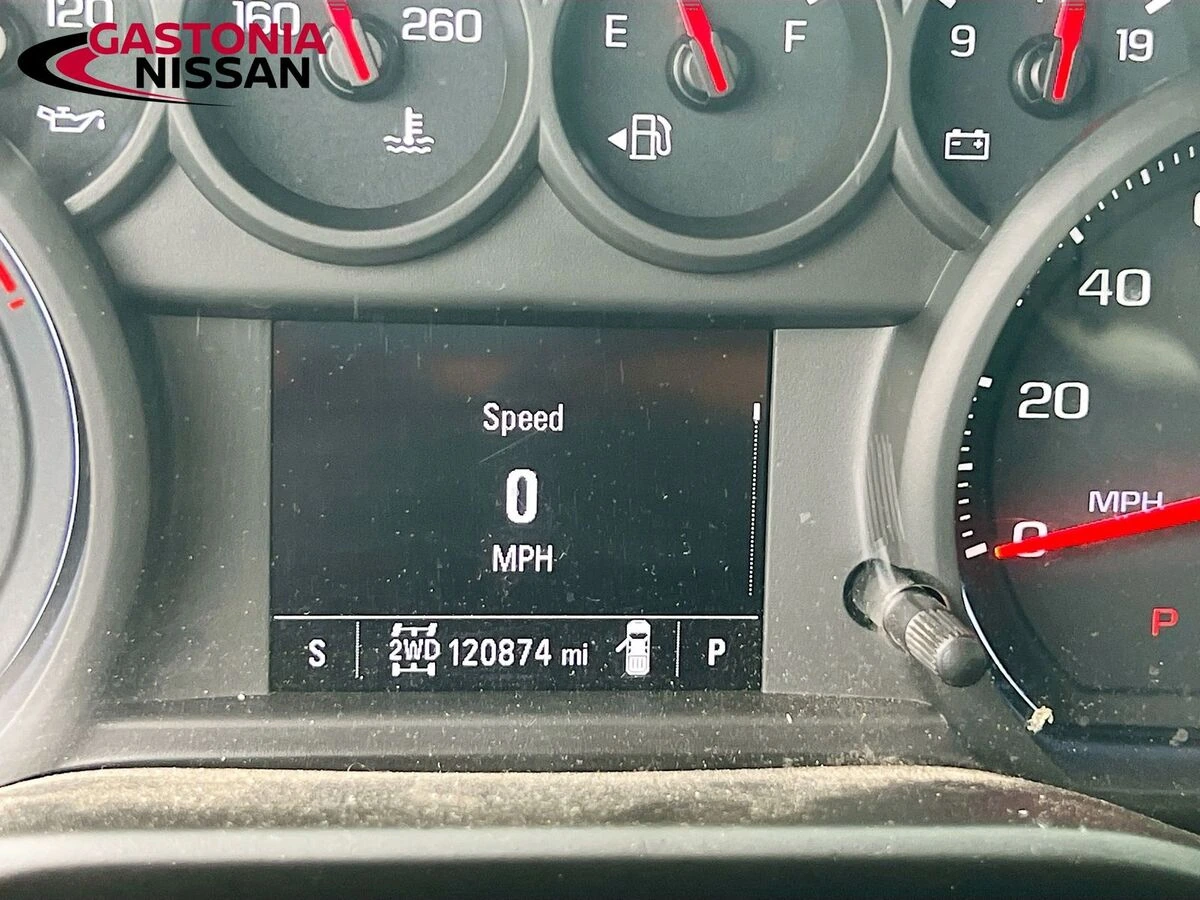 GASTONIA
NISSAN
120
160
260
E
F
9
19
40
20
MPH
0
P
Speed
0
MPH
S
2WD
120874 mi
P